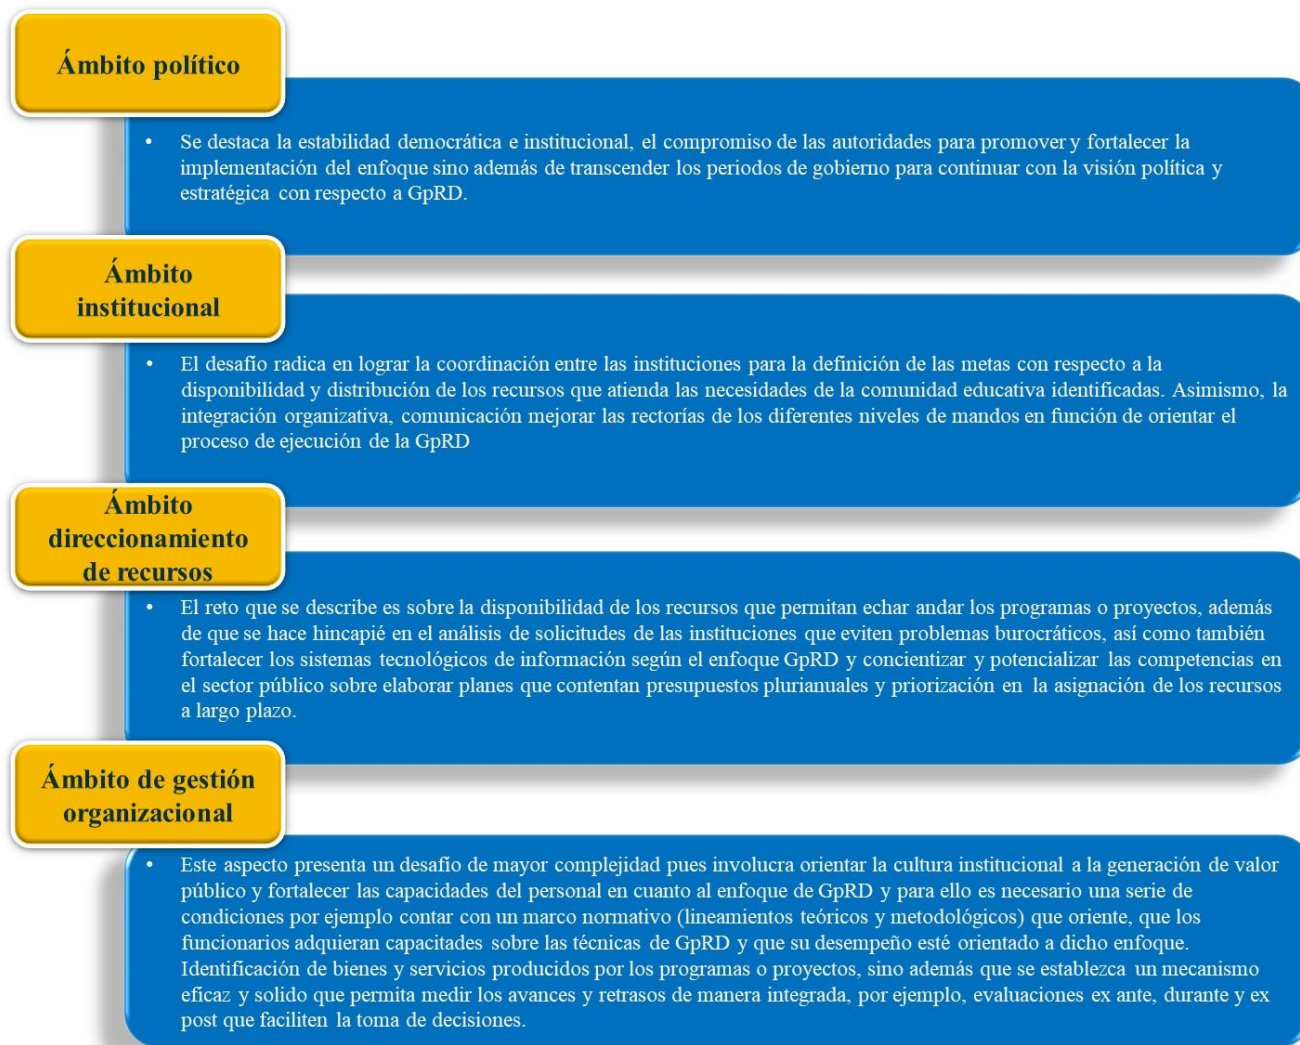 Ámbito político
• Se destaca la estabilidad democrática e institucional, el compromiso de las autoridades para promover y fortalecer la
implementación del enfoque sino además de transcender los periodos de gobierno para continuar con la visión política y
estratégica con respecto a GpRD.
Ámbito
institucional
• El desafío radica en lograr la coordinación entre las instituciones para la definición de las metas con respecto a la
disponibilidad y distribución de los recursos que atienda las necesidades de la comunidad educativa identificadas. Asimismo, la
integración organizativa, comunicación mejorar las rectorías de los diferentes niveles de mandos en función de orientar el
proceso de ejecución de la GpRD
Ámbito
direccionamiento
de recursos
• El reto que se describe es sobre la disponibilidad de los recursos que permitan echar andar los programas o proyectos, además
de que se hace hincapié en el análisis de solicitudes de las instituciones que eviten problemas burocráticos, así como también
fortalecer los sistemas tecnológicos de información según el enfoque GpRD y concientizar y potencializar las competencias en
el sector público sobre elaborar planes que contentan presupuestos plurianuales y priorización en la asignación de los recursos
a largo plazo.
Ámbito de gestión
organizacional
• Este aspecto presenta un desafío de mayor complejidad pues involucra orientar la cultura institucional a la generación de valor
público y fortalecer las capacidades del personal en cuanto al enfoque de GpRD y para ello es necesario una serie de
condiciones por ejemplo contar con un marco normativo (lineamientos teóricos y metodológicos) que oriente, que los
funcionarios adquieran capacitades sobre las técnicas de GpRD y que su desempeño esté orientado a dicho enfoque.
Identificación de bienes y servicios producidos por los programas o proyectos, sino además que se establezca un mecanismo
eficaz y solido que permita medir los avances y retrasos de manera integrada, por ejemplo, evaluaciones ex ante, durante y ex
post que faciliten la toma de decisiones.